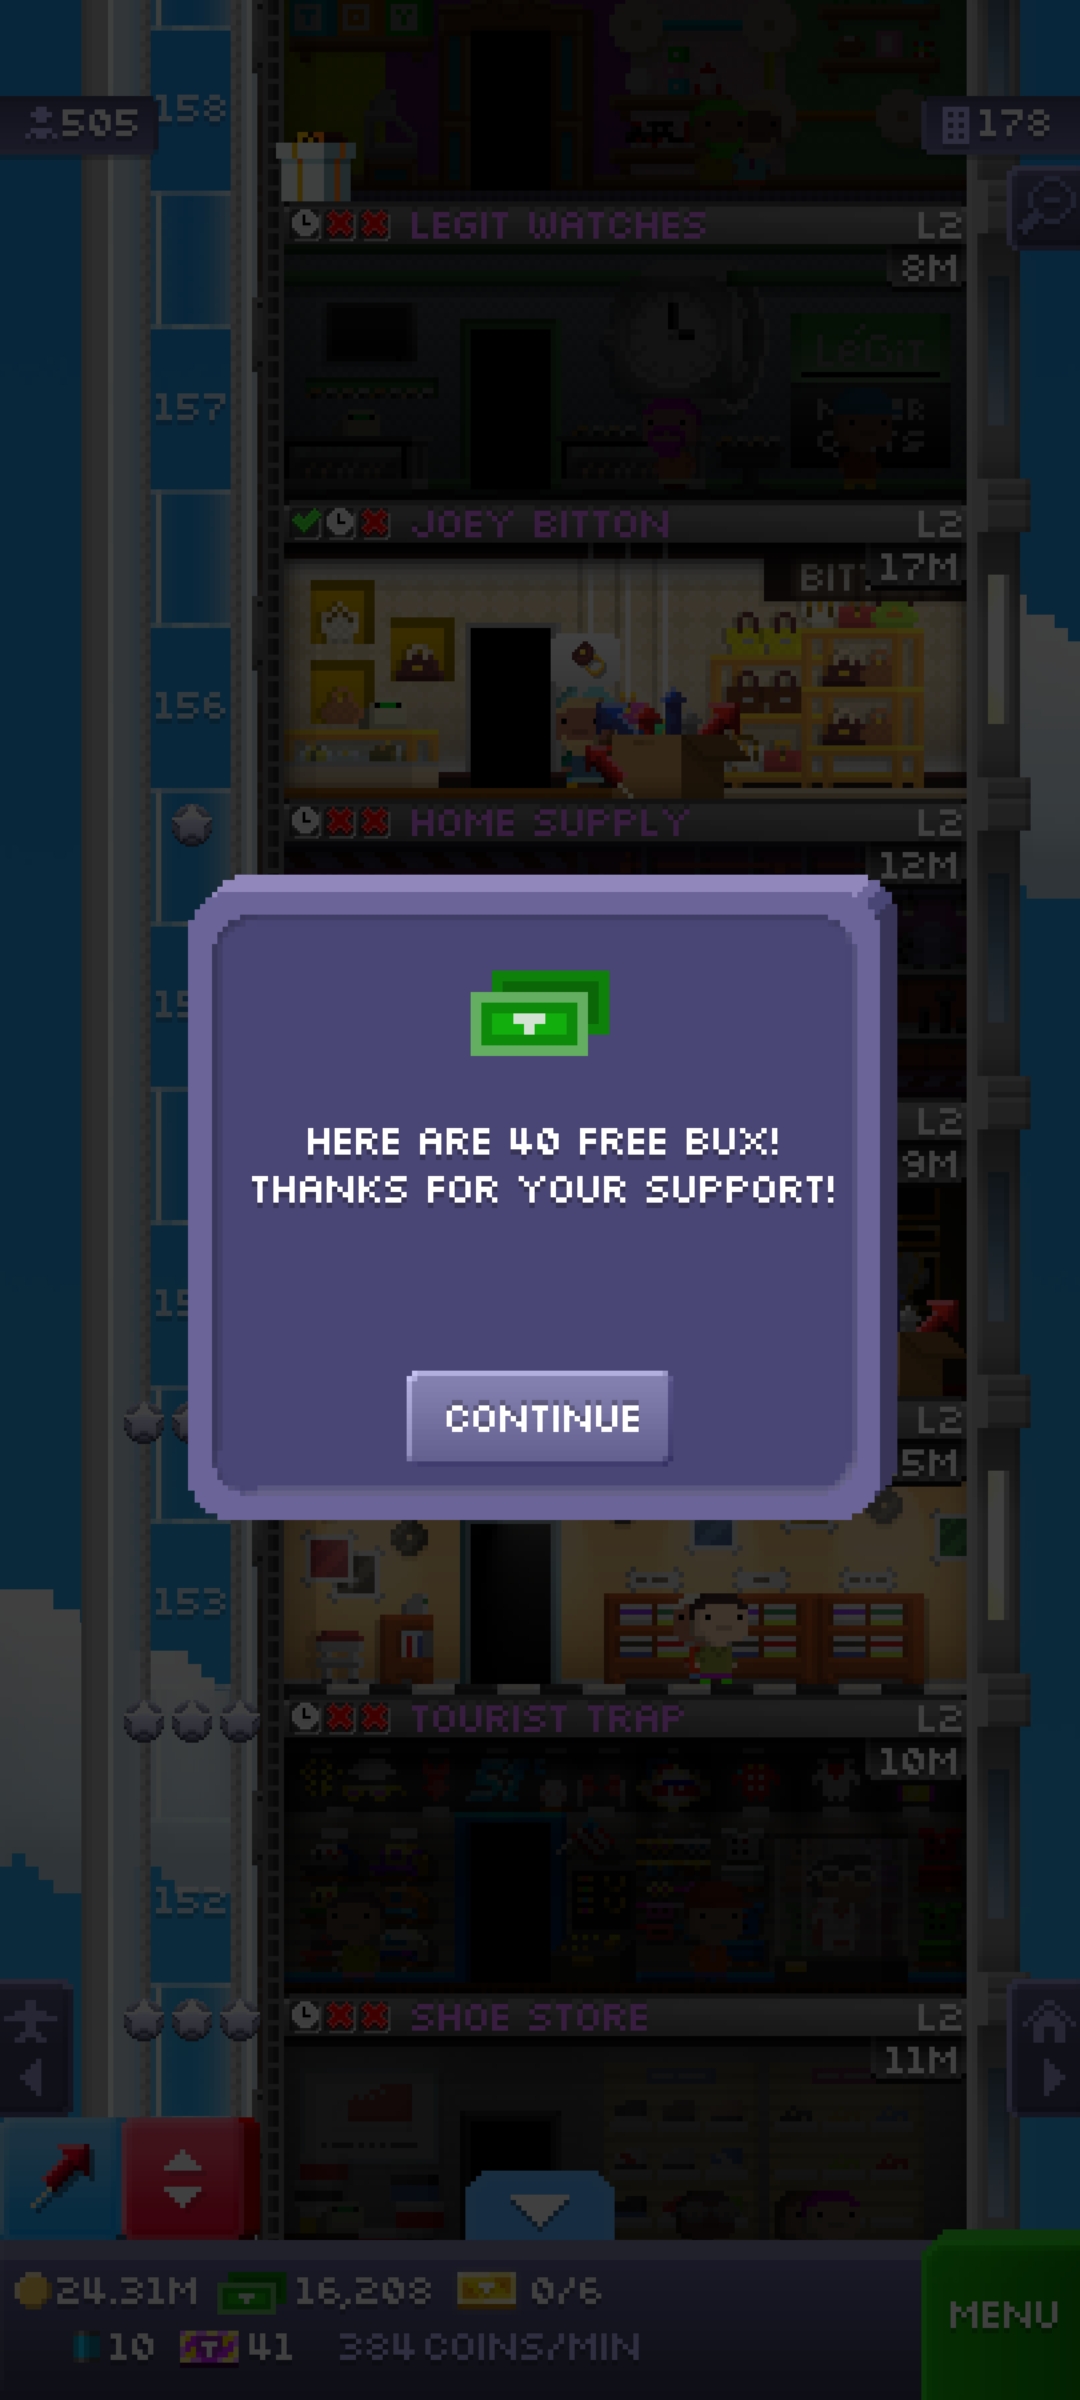 158
505
178
LEGIT WATCHES L2
8M
LéGiT
157
JOEY BITTON L2
17M
BIT
156
HOME SUPPLY L2
12M
HERE ARE 40 FREE BUX!
THANKS FOR YOUR SUPPORT!
L2
9M
CONTINUE
L2
5M
153
TOURIST TRAP L2
10M
152
SHOE STORE L2
11M
24.31M 16,208 0/6
10 41 384 COINS/MIN
MENU